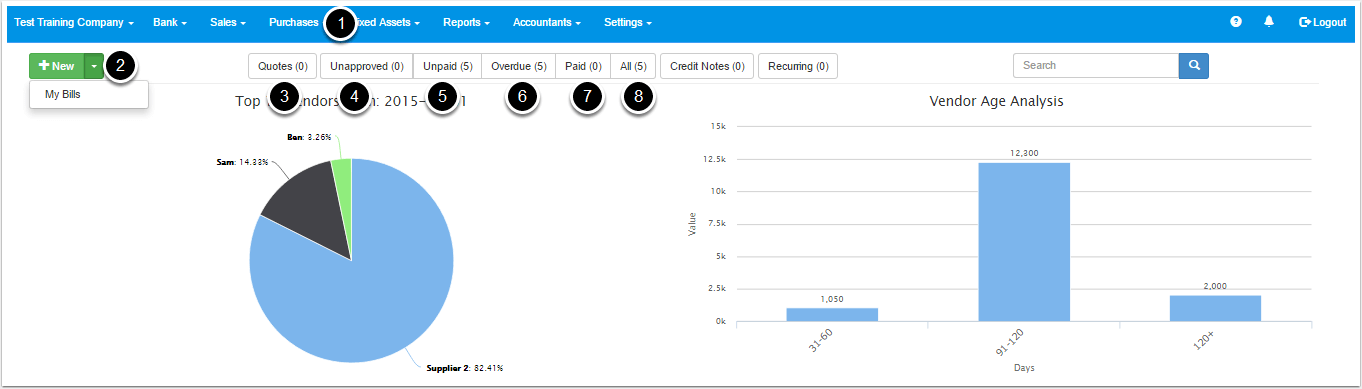 Test Training Company Bank Sales Purchases 1 ixed Assets Reports Accountants Settings Logout
New 2 Quotes (0) Unapproved (0) Unpaid (5) Overdue (5) Paid (0) All (5) Credit Notes (0) Recurring (0) Search
My Bills
3 4 5 6 7 8
Top endors m: 2015- 1
Vendor Age Analysis
Ben: 3.26%
Sam: 14.33%
Supplier 2: 82.41%
15k
12.5k
10k
7.5k
5k
2.5k
0k
Value
1,050
12,300
2,000
31-60
91-120
120+
Days